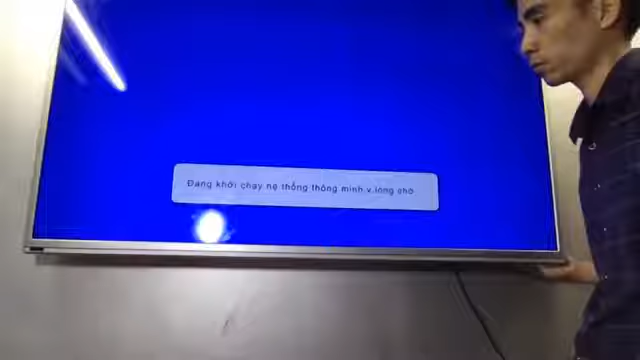 Đang khởi chạy hệ thống thông minh v.lòng chờ